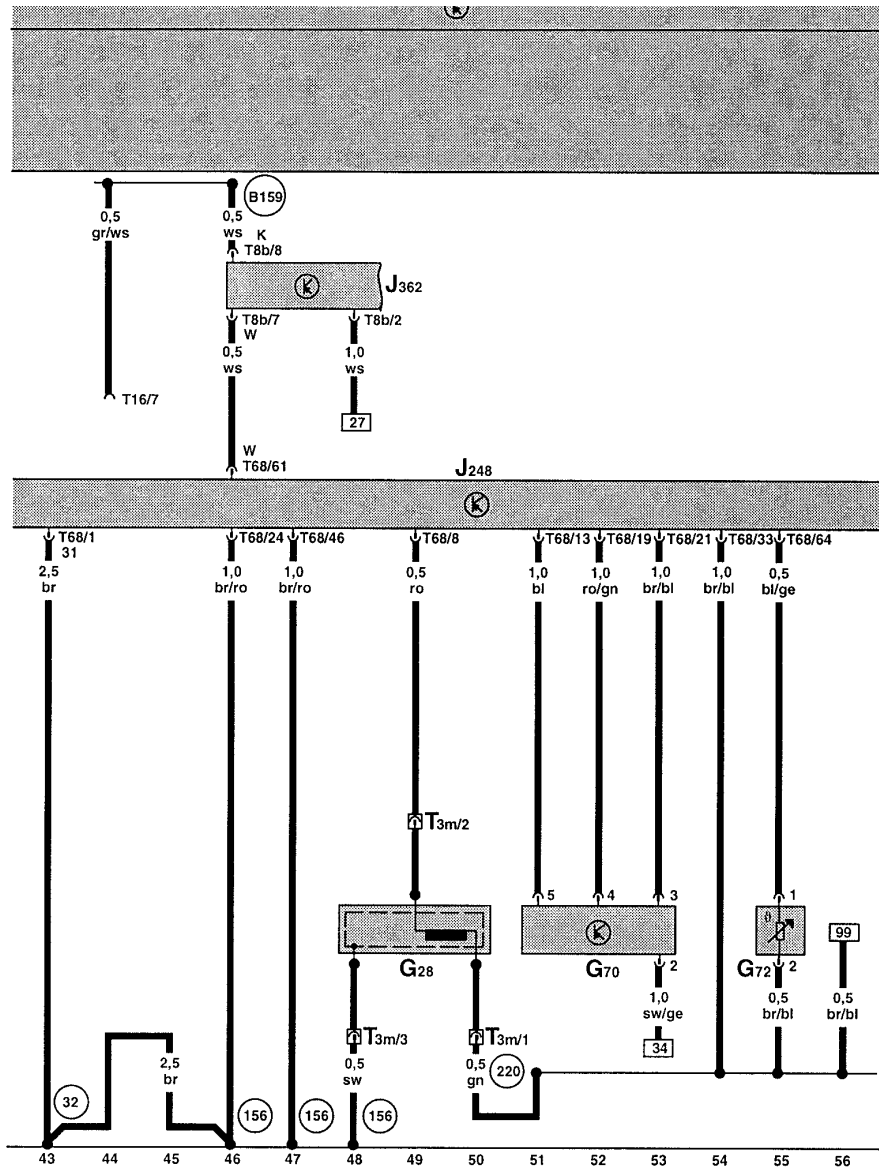 B159
0,5 0,5
gr/ws ws K
T8b/8
J362
T8b/7 T8b/2
W
0,5 1,0
ws ws
T16/7
27
W
T68/61
J248
T68/1 T68/24 T68/46 T68/8 T68/13 T68/19 T68/21 T68/33 T68/64
31
2,5 1,0 1,0 0,5 1,0 1,0 1,0 1,0 0,5
br br/ro br/ro ro bl ro/gn br/bl br/bl bl/ge
T3m/2
5 4 3 1
ϑ
99
G28 G70 2 G72 2
1,0 0,5 0,5
sw/ge br/bl br/bl
T3m/3 T3m/1 34
2,5 0,5 0,5 220
br sw gn
32 156 156 156
43 44 45 46 47 48 49 50 51 52 53 54 55 56